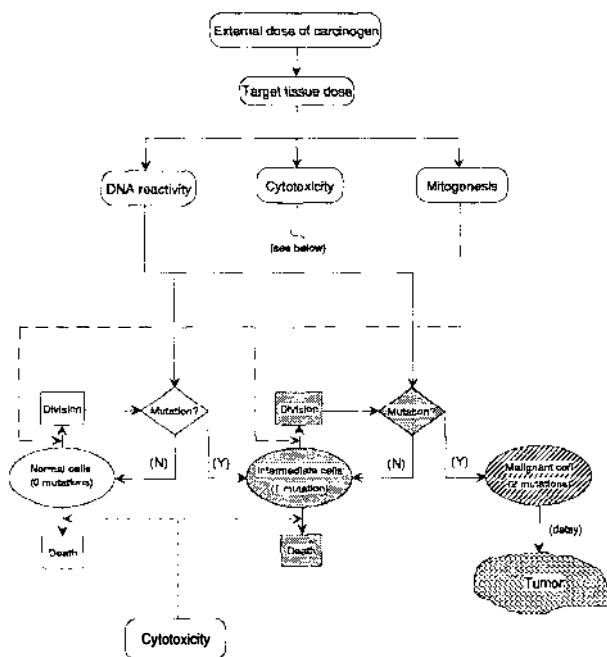 External dose of carcinogen
Target tissue dose
DNA reactivity
Cytotoxicity
Mitogenesis
(see below)
Division
Mutation?
Division
Mutation?
Normal cells
(0 mutations)
(N)
(Y)
Intermediate cells
(1 mutation)
(N)
(Y)
Malignant cell
(2 mutations)
Death
Death
(delay)
Tumor
Cytotoxicity